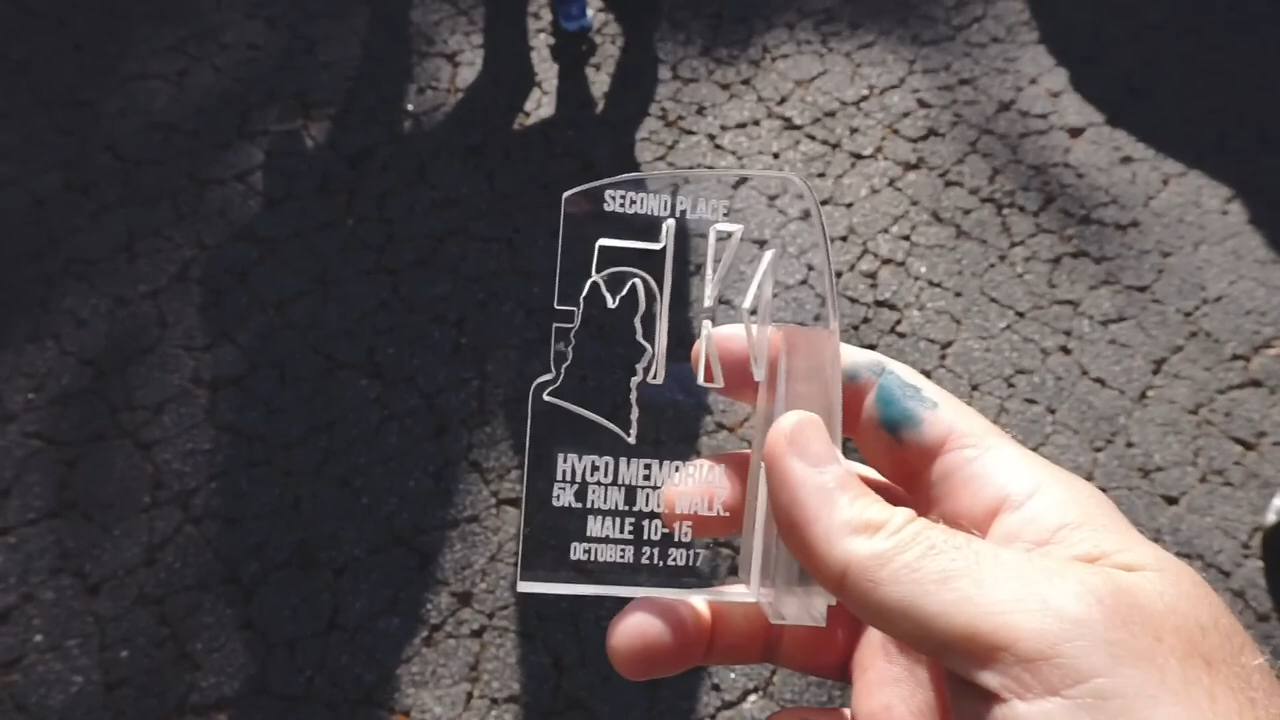 SECOND PLACE
5K
HYCO MEMORIAL
5K. RUN. JOG. WALK.
MALE 10-15
OCTOBER 21, 2017